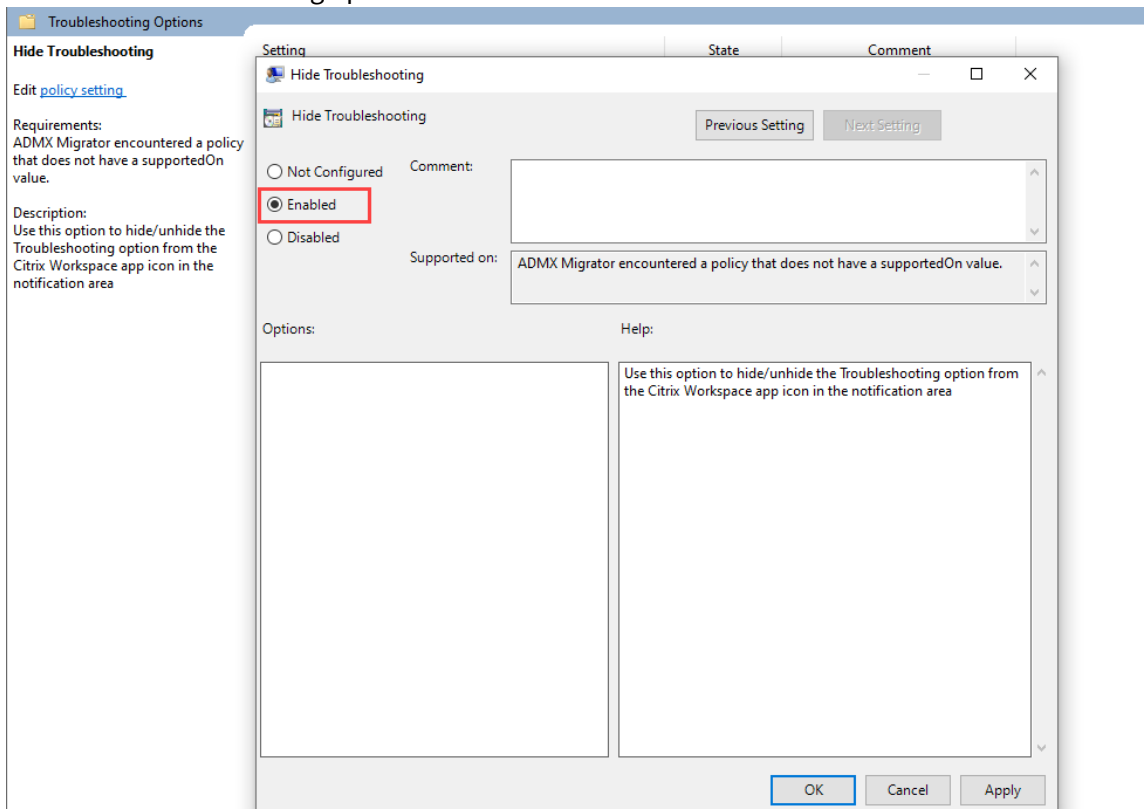 Troubleshooting Options
Hide Troubleshooting
Edit policy setting
Requirements:
ADMX Migrator encountered a policy
that does not have a supportedOn
value.
Description:
Use this option to hide/unhide the
Troubleshooting option from the
Citrix Workspace app icon in the
notification area
Setting State Comment
Hide Troubleshooting
Hide Troubleshooting
Previous Setting Next Setting
Not Configured Comment:
Enabled
Disabled
Supported on: ADMX Migrator encountered a policy that does not have a supportedOn value.
Options: Help:
Use this option to hide/unhide the Troubleshooting option from
the Citrix Workspace app icon in the notification area
OK Cancel Apply